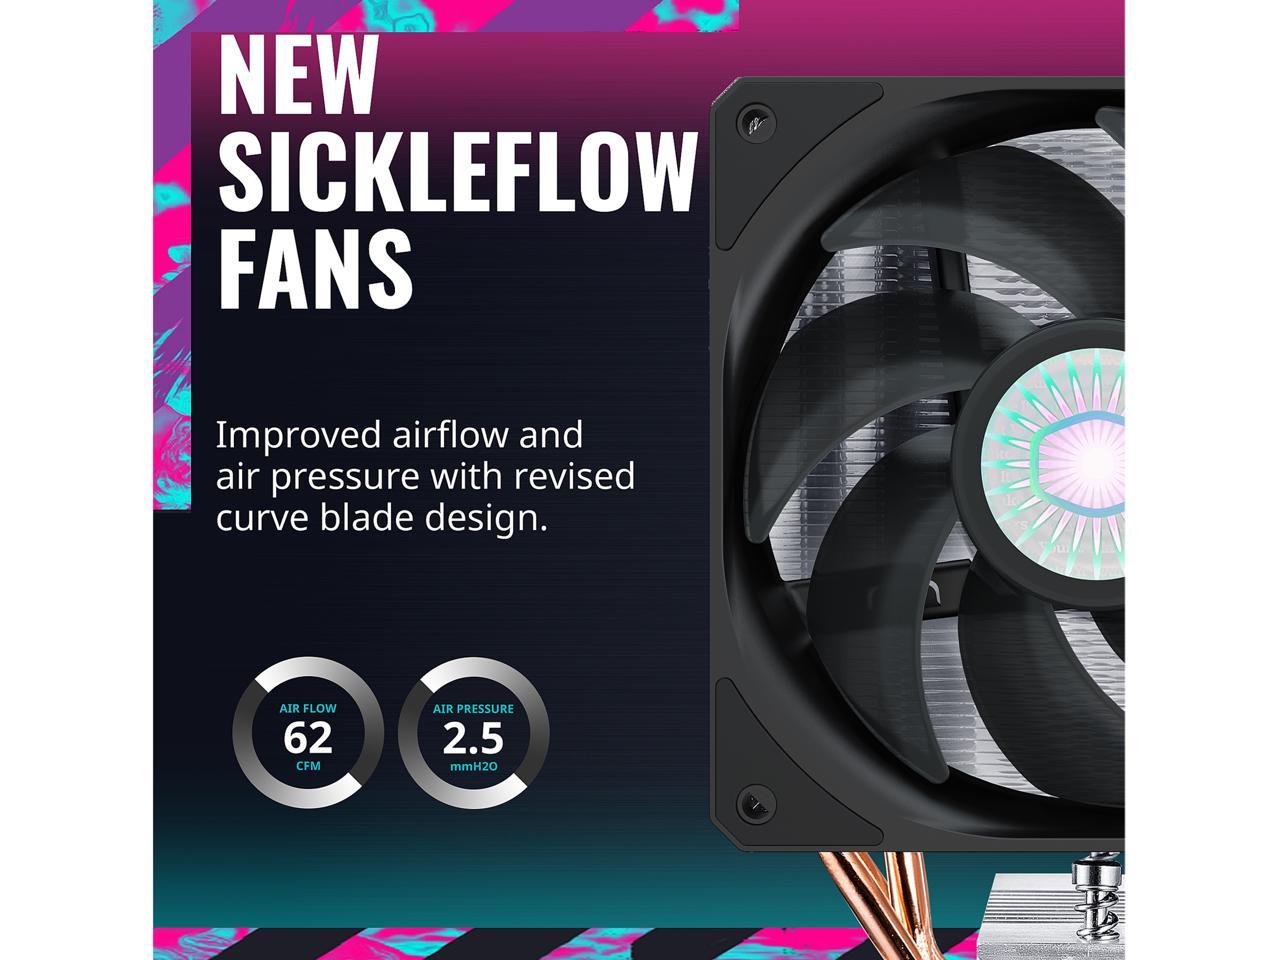 NEW
SICKLEFLOW
FANS
Improved airflow and
air pressure with revised
curve blade design.
AIR FLOW
62
CFM
AIR PRESSURE
2.5
mmH2O